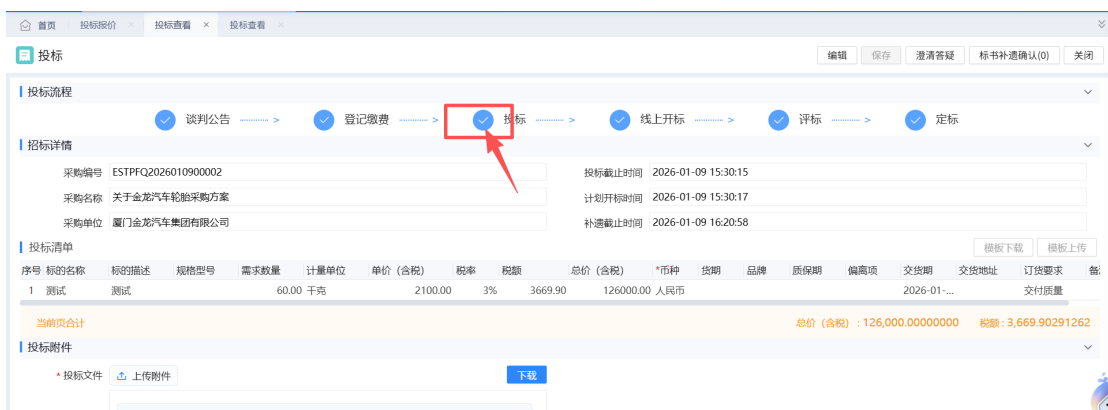 首页 投标报价 × 投标查看 × 投标查看 ×
投标 编辑 保存 澄清答疑 标书补遗确认(0) 关闭
投标流程
谈判公告 ············ > 登记缴费 ············ > 投标 ············ > 线上开标 ············ > 评标 ············ > 定标
招标详情
采购编号 ESTPFQ2026010900002 投标截止时间 2026-01-09 15:30:15
采购名称 关于金龙汽车轮胎采购方案 计划开标时间 2026-01-09 15:30:17
采购单位 厦门金龙汽车集团有限公司 补遗截止时间 2026-01-09 16:20:58
投标清单 模板下载 模板上传
序号 标的名称 标的描述 规格型号 需求数量 计量单位 单价（含税） 税率 税额 总价（含税） *币种 货期 品牌 质保期 偏离项 交货期 交货地址 订货要求
1 测试 测试 60.00 千克 2100.00 3% 3669.90 126000.00 人民币 2026-01-... 交付质量
当前页合计 总价（含税）: 126,000.00000000 税额 : 3,669.90291262
投标附件
* 投标文件 上传附件 下载